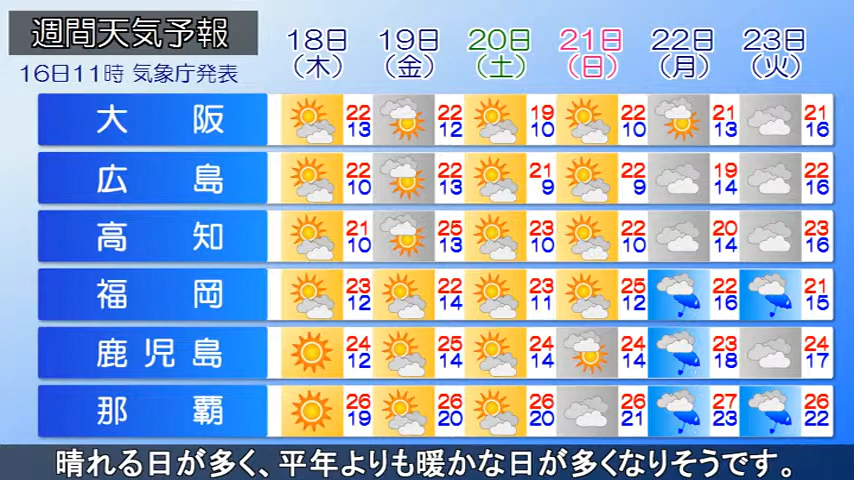 週間天気予報
16日11時 気象庁発表
18日 19日 20日 21日 22日 23日
(木) (金) (土) (日) (月) (火)
大阪 22 13 22 12 19 10 22 10 21 13 21 16
広島 22 10 22 13 21 9 22 9 19 14 22 16
高知 21 10 25 13 23 10 22 10 20 14 23 16
福岡 23 12 22 14 23 11 25 12 22 16 21 15
鹿児島 24 12 25 14 24 14 24 14 23 18 24 17
那覇 26 19 26 20 26 20 26 21 27 23 26 22
晴れる日が多く、平年よりも暖かな日が多くなりそうです。